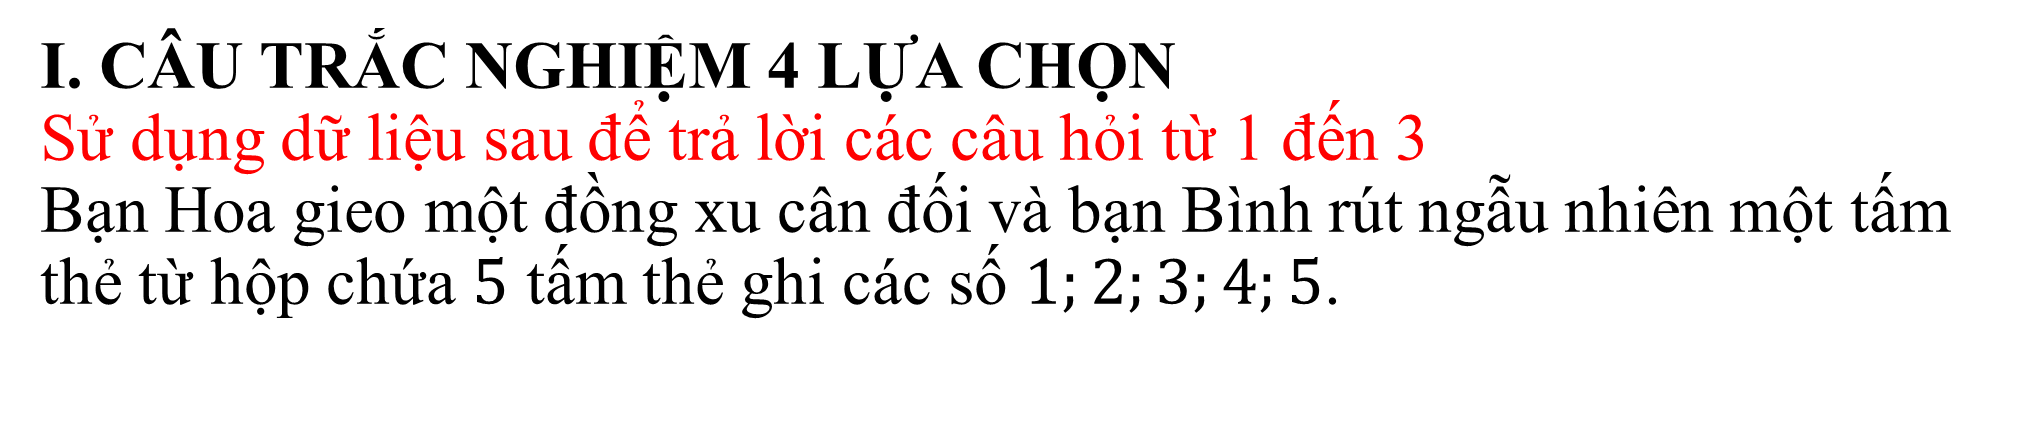 I. CÂU TRẮC NGHIỆM 4 LỰA CHỌN
Sử dụng dữ liệu sau để trả lời các câu hỏi từ 1 đến 3
Bạn Hoa gieo một đồng xu cân đối và bạn Bình rút ngẫu nhiên một tấm
thẻ từ hộp chứa 5 tấm thẻ ghi các số 1; 2; 3; 4; 5.